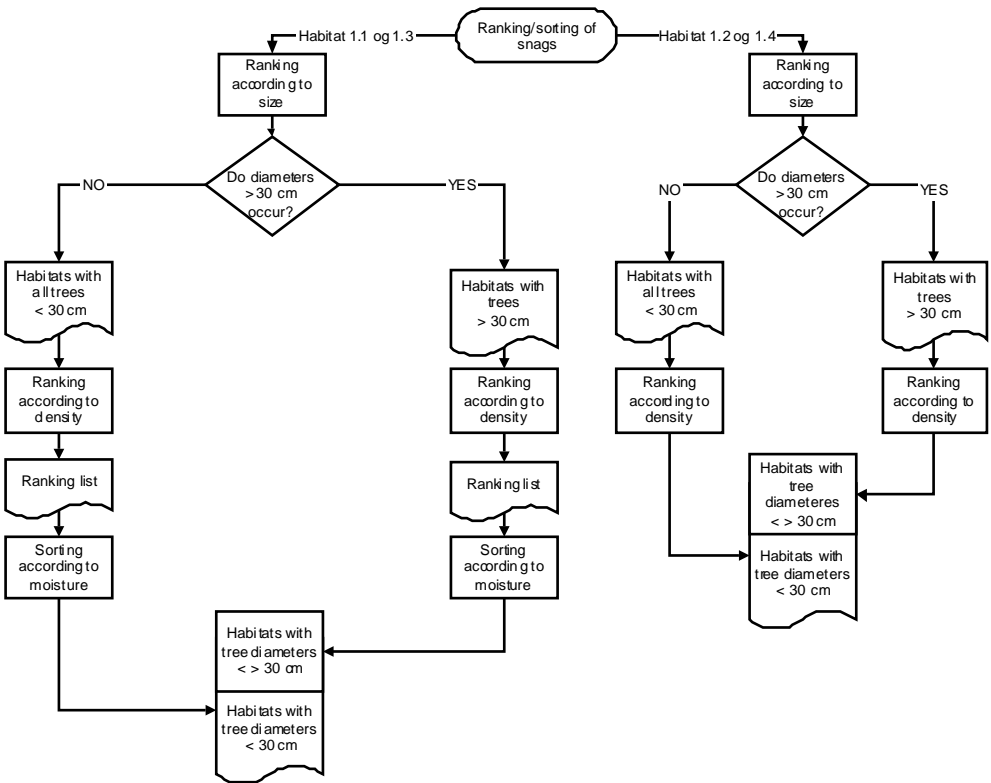 Ranking/sorting of
snags
Habitat 1.1 og 1.3
Habitat 1.2 og 1.4
Ranking
according to
size
Ranking
according to
size
Do diameters
>30 cm
occur?
NO
YES
Do diameters
>30 cm
occur?
NO
YES
Habitats with
all trees
< 30 cm
Habitats with
trees
> 30 cm
Habitats with
all trees
< 30 cm
Habitats with
trees
> 30 cm
Ranking
according to
density
Ranking
according to
density
Ranking
according to
density
Ranking
according to
density
Ranking list
Ranking list
Sorting
according to
moisture
Sorting
according to
moisture
Habitats with
tree
diameteres
< > 30 cm
Habitats with
tree diameters
< 30 cm
Habitats with
tree diameters
< > 30 cm
Habitats with
tree diameters
< 30 cm